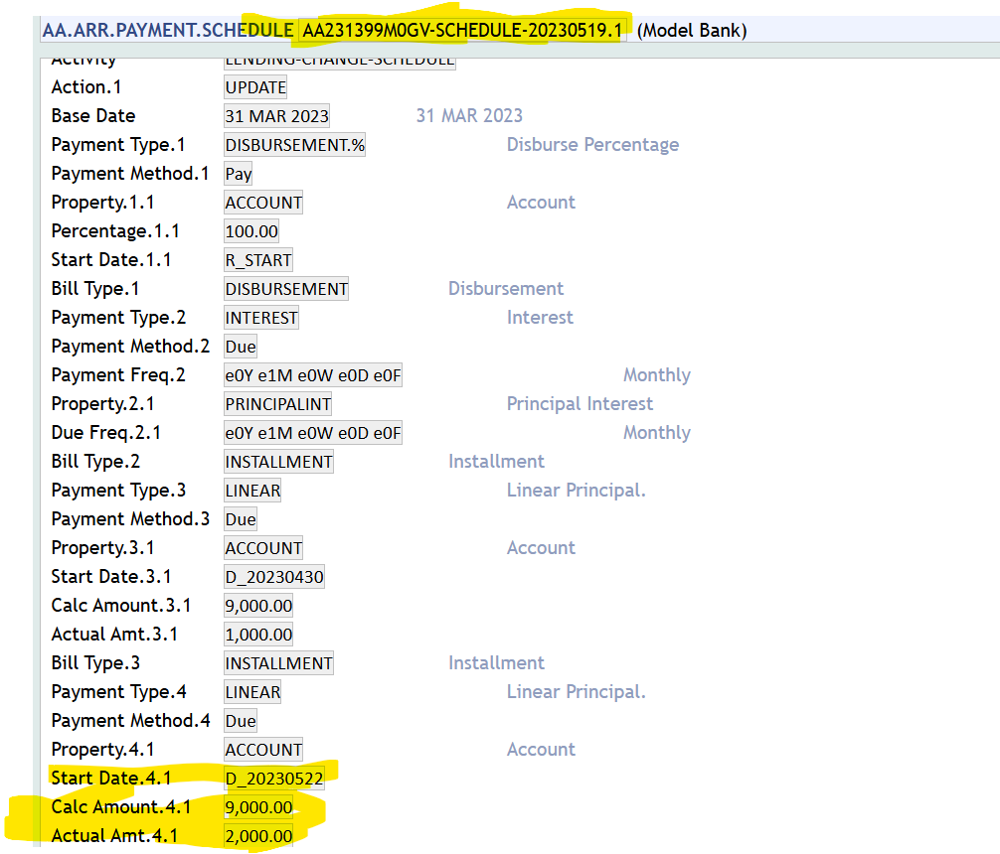 AA.ARR.PAYMENT.SCHEDULE AA231399M0GV-SCHEDULE-20230519.1 (Model Bank)
Activity LENDING-CHANGE-SCHEDULE
Action.1 UPDATE
Base Date 31 MAR 2023 31 MAR 2023
Payment Type.1 DISBURSEMENT.% Disburse Percentage
Payment Method.1 Pay
Property.1.1 ACCOUNT Account
Percentage.1.1 100.00
Start Date.1.1 R_START
Bill Type.1 DISBURSEMENT Disbursement
Payment Type.2 INTEREST Interest
Payment Method.2 Due
Payment Freq.2 e0Y e1M e0W e0D e0F Monthly
Property.2.1 PRINCIPALINT Principal Interest
Due Freq.2.1 e0Y e1M e0W e0D e0F Monthly
Bill Type.2 INSTALLMENT Installment
Payment Type.3 LINEAR Linear Principal.
Payment Method.3 Due
Property.3.1 ACCOUNT Account
Start Date.3.1 D_20230430
Calc Amount.3.1 9,000.00
Actual Amt.3.1 1,000.00
Bill Type.3 INSTALLMENT Installment
Payment Type.4 LINEAR Linear Principal.
Payment Method.4 Due
Property.4.1 ACCOUNT Account
Start Date.4.1 D_20230522
Calc Amount.4.1 9,000.00
Actual Amt.4.1 2,000.00